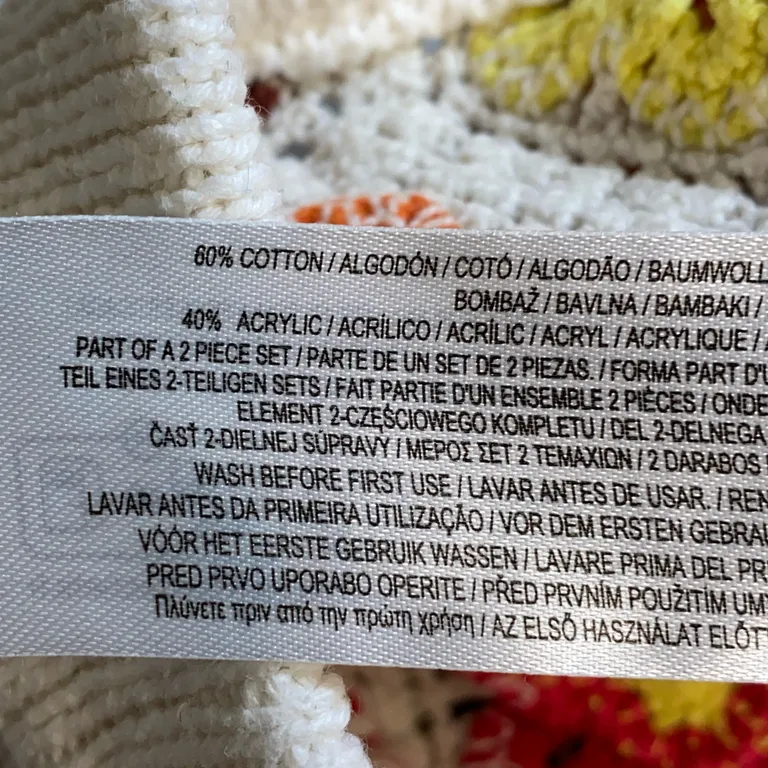 60% COTTON / ALGODÓN / COTÓ / ALGODÃO / BAUMWOLL
BOMBAŽ / BAVLNA / BAMBAKI /
40% ACRYLIC / ACRÍLICO / ACRÍLIC / ACRYL / ACRYLIQUE /
PART OF A 2 PIECE SET / PARTE DE UN SET DE 2 PIEZAS. / FORMA PART D'U
TEIL EINES 2-TEILIGEN SETS / FAIT PARTIE D'UN ENSEMBLE 2 PIÈCES / ONDE
ELEMENT 2-CZĘŚCIOWEGO KOMPLETU / DEL 2-DELNEGA
ČASŤ 2-DIELNEJ SÚPRAVY / ΜΕΡΟΣ ΣΕΤ 2 ΤΕΜΑΧΙΩΝ / 2 DARABOS
WASH BEFORE FIRST USE / LAVAR ANTES DE USAR. / REN
LAVAR ANTES DA PRIMEIRA UTILIZAÇÃO / VOR DEM ERSTEN GEBRAU
VÓÓR HET EERSTE GEBRUIK WASSEN / LAVARE PRIMA DEL PR
PRED PRVO UPORABO OPERITE / PŘED PRVNÍM POUŽITÍM UM
Πλύνετε πριν από την πρώτη χρήση / AZ ELSŐ HASZNÁLAT ELŐTT